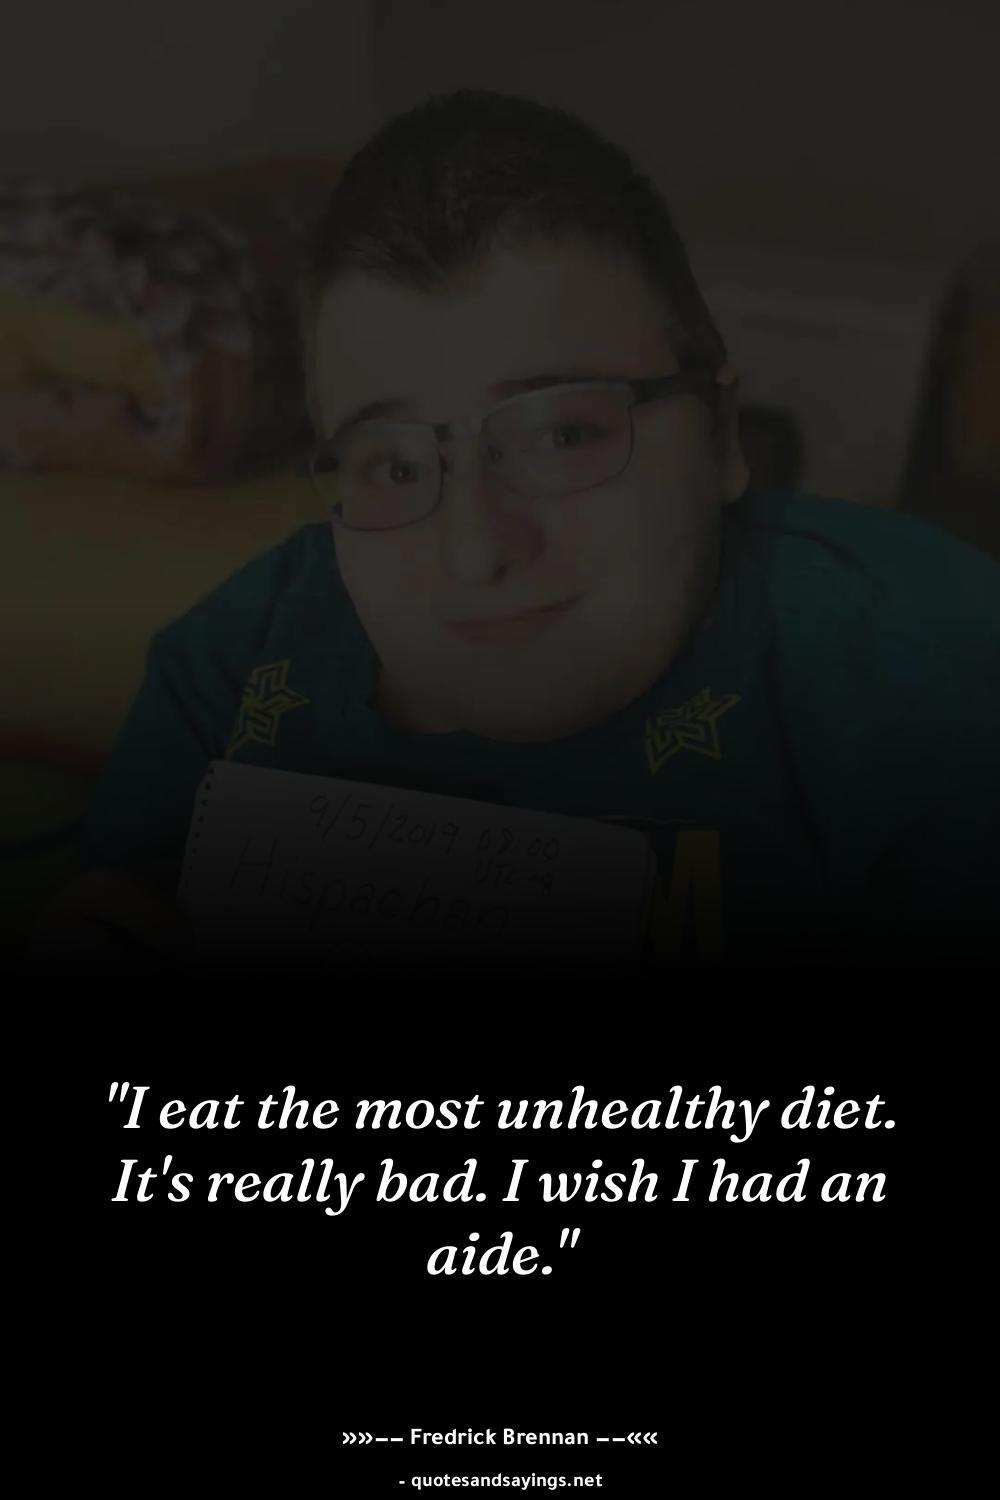 9/5/2019 09:00
UTC+8
Hispachan
M
"I eat the most unhealthy diet.
It's really bad. I wish I had an
aide."
»»−− Fredrick Brennan −−««
- quotesandsayings.net